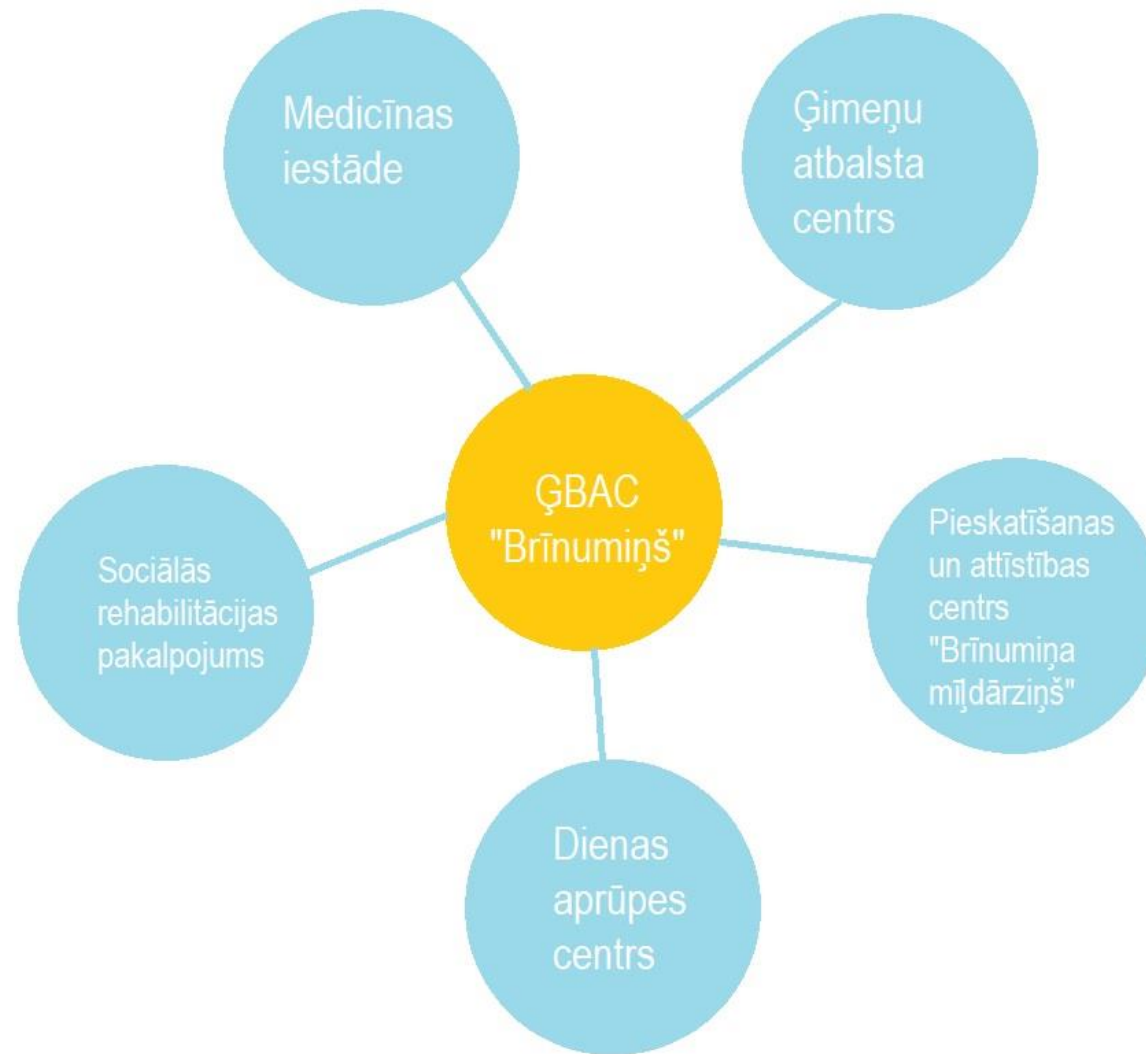 Medicīnas
iestāde
Ģimeņu
atbalsta
centrs
ĢBAC
"Brīnumiņš"
Pieskatīšanas
un attīstības
centrs
"Brīnumiņa
mīļdārziņš"
Sociālās
rehabilitācijas
pakalpojums
Dienas
aprūpes
centrs